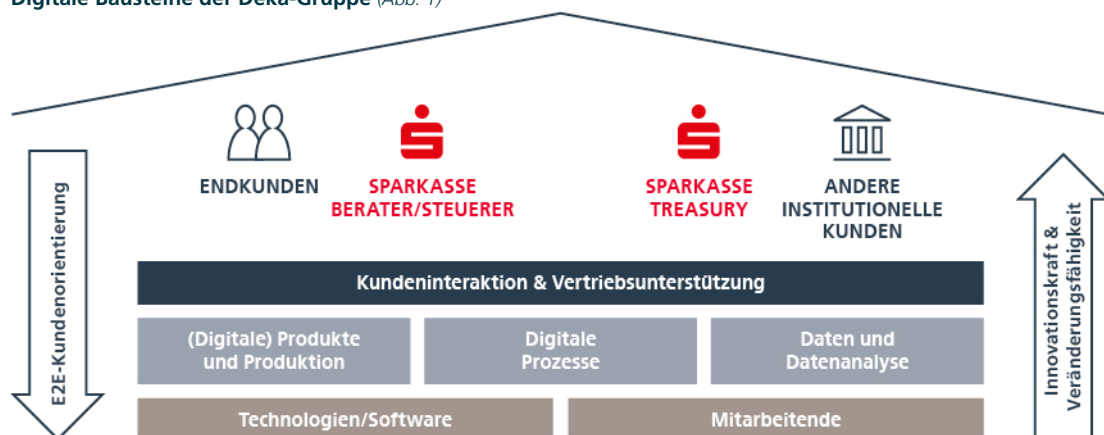 Digitale Bausteine der Deka-Gruppe (Abb. 1)
ENDKUNDEN
SPARKASSE
BERATER/STEUERER
SPARKASSE
TREASURY
ANDERE
INSTITUTIONELLE
KUNDEN
E2E-Kundenorientierung
Innovationskraft &
Veränderungsfähigkeit
Kundeninteraktion & Vertriebsunterstützung
(Digitale) Produkte
und Produktion
Digitale
Prozesse
Daten und
Datenanalyse
Technologien/Software
Mitarbeitende